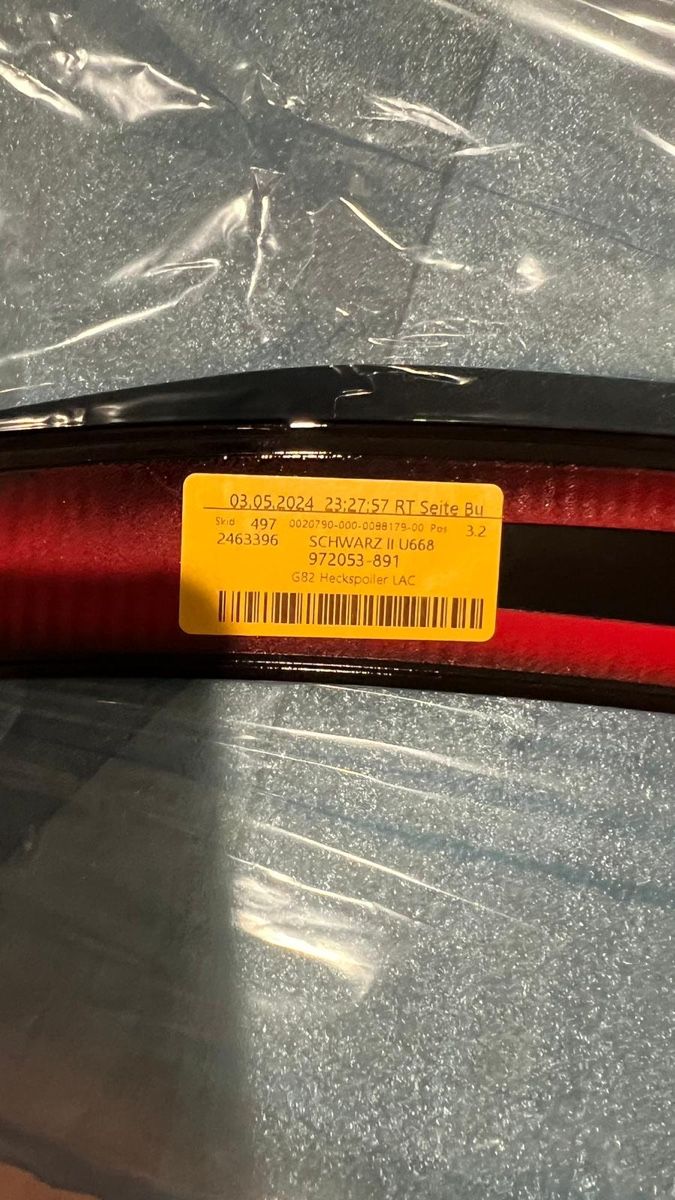 03.05.2024 23:27:57 RT Seite Bu
Skid 497 0020790-000-0098179-00 Pos 3.2
2463396 SCHWARZ II U668
972053-891
G82 Heckspoiler LAC